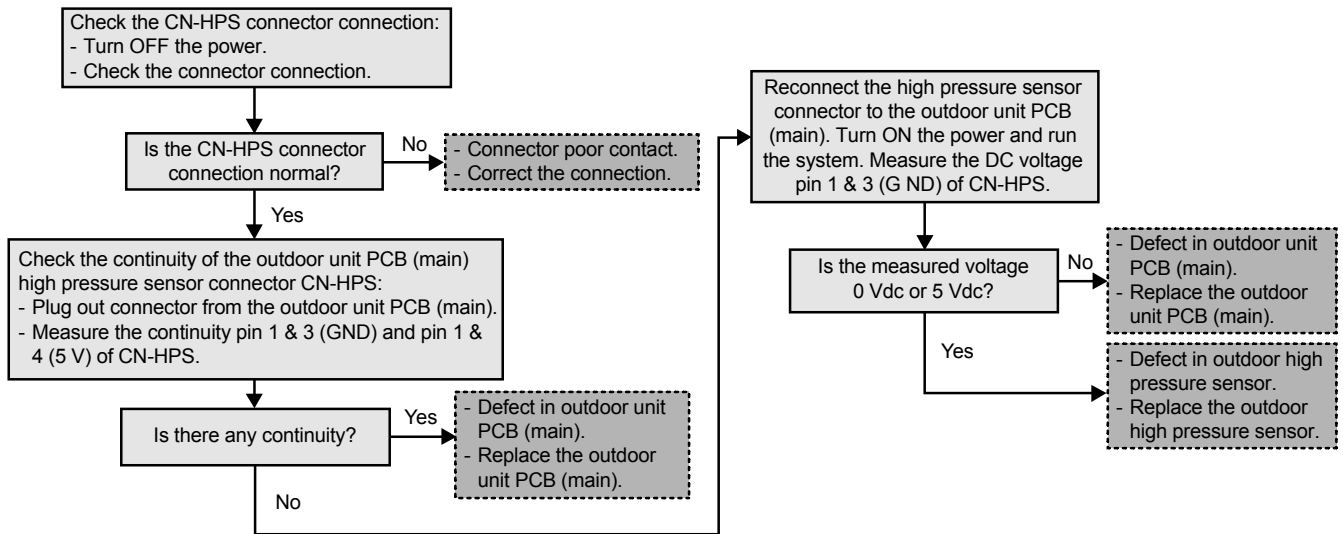 Check the CN-HPS connector connection:
- Turn OFF the power.
- Check the connector connection.
Is the CN-HPS connector
connection normal?
No
- Connector poor contact.
- Correct the connection.
Yes
Check the continuity of the outdoor unit PCB (main)
high pressure sensor connector CN-HPS:
- Plug out connector from the outdoor unit PCB (main).
- Measure the continuity pin 1 & 3 (GND) and pin 1 &
4 (5 V) of CN-HPS.
Is there any continuity?
Yes
- Defect in outdoor unit
PCB (main).
- Replace the outdoor
unit PCB (main).
No
Reconnect the high pressure sensor
connector to the outdoor unit PCB
(main). Turn ON the power and run
the system. Measure the DC voltage
pin 1 & 3 (G ND) of CN-HPS.
Is the measured voltage
0 Vdc or 5 Vdc?
No
- Defect in outdoor unit
PCB (main).
- Replace the outdoor
unit PCB (main).
Yes
- Defect in outdoor high
pressure sensor.
- Replace the outdoor
high pressure sensor.